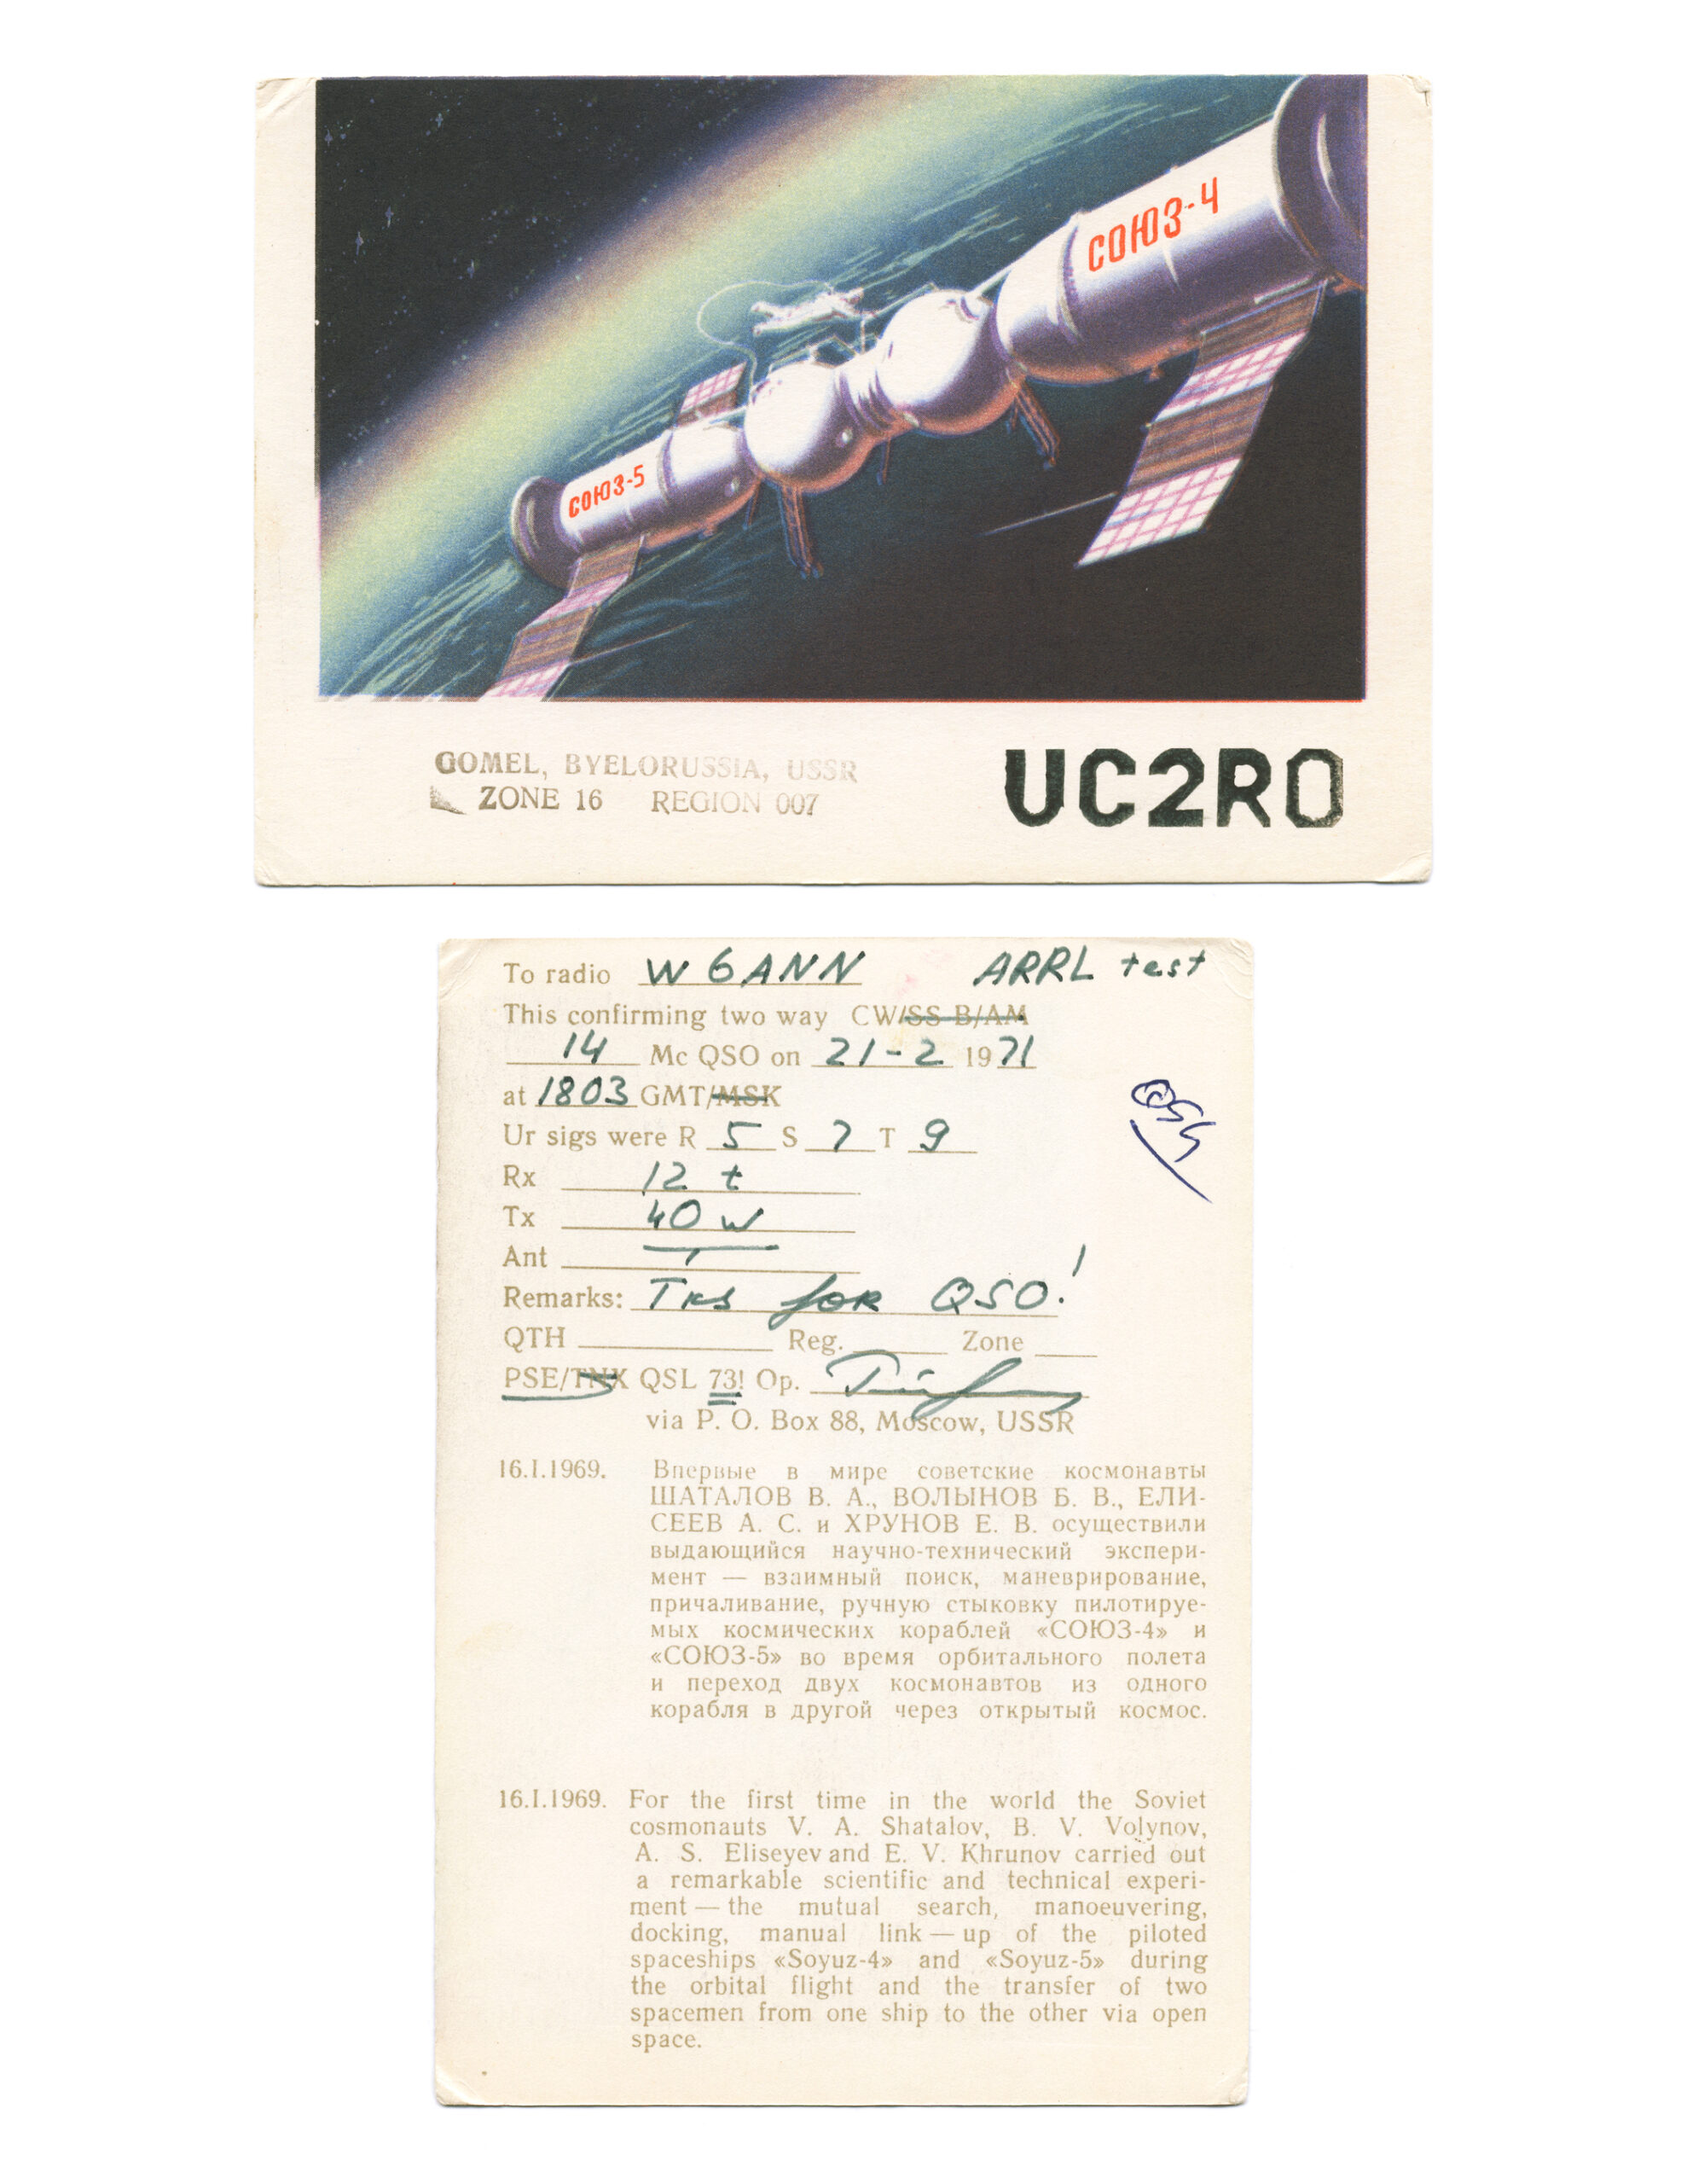 СОЮЗ-4
СОЮЗ-5
GOMEL, BYELORUSSIA, USSR
ZONE 16 REGION 007
UC2RO
To radio W6ANN ARRL test
This confirming two way CW/SS B/AM
14 Mc QSO on 21-2 1971
at 1803 GMT/MSK
Ur sigs were R 5 S 7 T 9
Rx 12 t
Tx 40 w
Ant
Remarks: Tks for QSO!
QTH Reg. Zone
PSE/TNX QSL 73! Op.
via P. O. Box 88, Moscow, USSR
16.I.1969. Впервые в мире советские космонавты
ШАТАЛОВ В. А., ВОЛЫНОВ Б. В., ЕЛИ-
СЕЕВ А. С. и ХРУНОВ Е. В. осуществили
выдающийся научно-технический экспери-
мент — взаимный поиск, маневрирование,
причаливание, ручную стыковку пилотируе-
мых космических кораблей «СОЮЗ-4» и
«СОЮЗ-5» во время орбитального полета
и переход двух космонавтов из одного
корабля в другой через открытый космос.
16.I.1969. For the first time in the world the Soviet
cosmonauts V. A. Shatalov, B. V. Volynov,
A. S. Eliseyev and E. V. Khrunov carried out
a remarkable scientific and technical experi-
ment — the mutual search, manoeuvering,
docking, manual link — up of the piloted
spaceships «Soyuz-4» and «Soyuz-5» during
the orbital flight and the transfer of two
spacemen from one ship to the other via open
space.